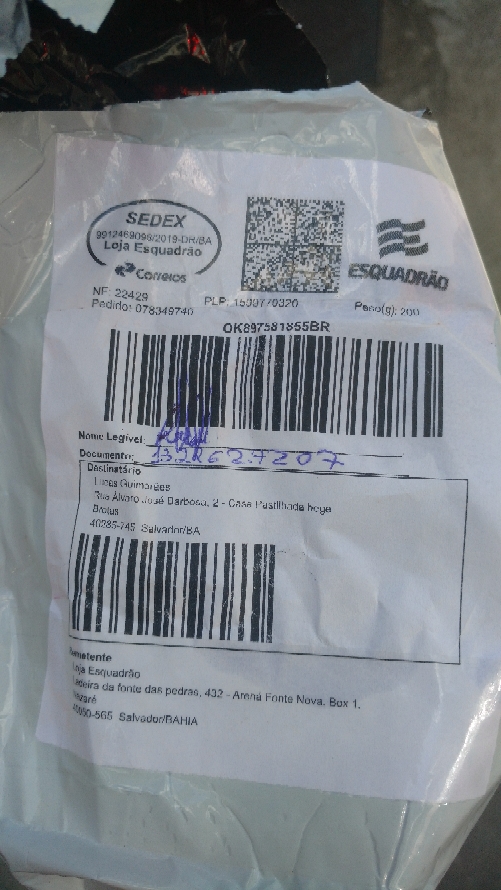 SEDEX
9912469096/2019-DR/BA
Loja Esquadrão
Correios
ESQUADRÃO
NF: 22429
PLP: 1500770320
Peso(g): 200
Pedido: 078349740
OK897581855BR
Nome Legível:
Documento:
Destinatário
Lucas Guimarães
Rua Álvaro José Barbosa, 2 - Casa Pastilhada bege
Brotas
40285-745 Salvador/BA
Remetente
Loja Esquadrão
Ladeira da fonte das pedras, 432 - Arena Fonte Nova, Box 1.
Nazaré
40050-565 Salvador/BAHIA